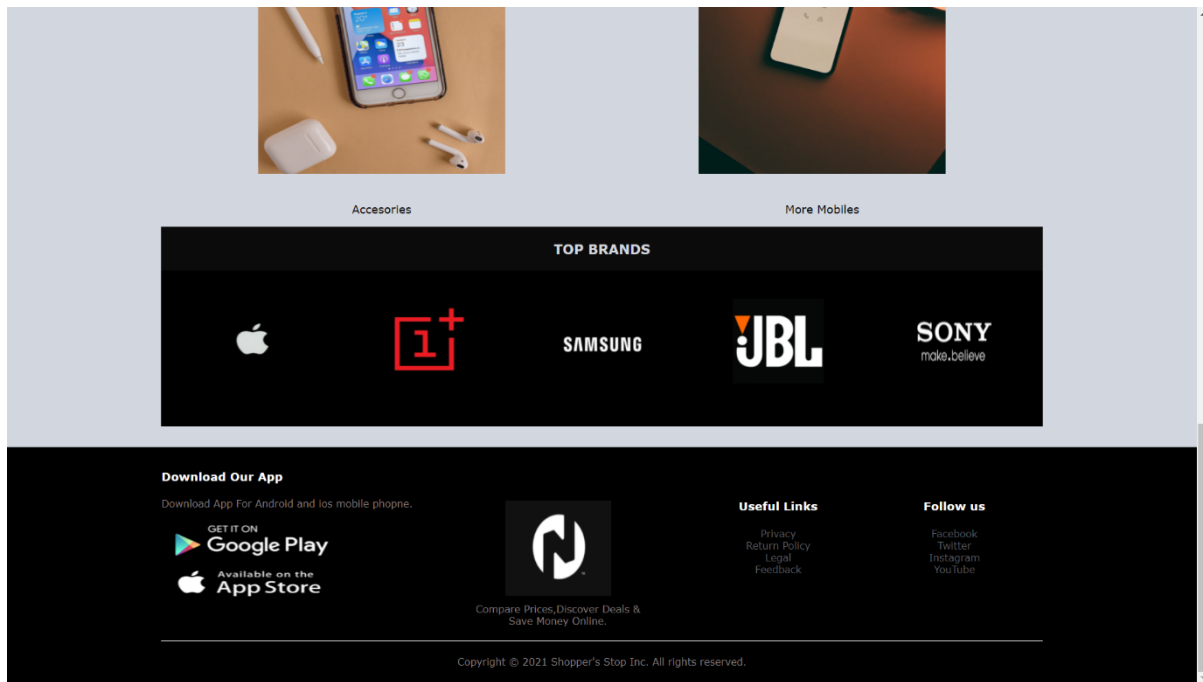 Accesories
More Mobiles
TOP BRANDS
SAMSUNG
JBL
SONY
make.believe
Download Our App
Download App For Android and ios mobile phopne.
GET IT ON
Google Play
Available on the
App Store
Compare Prices,Discover Deals &
Save Money Online.
Useful Links
Privacy
Return Policy
Legal
Feedback
Follow us
Facebook
Twitter
Instagram
YouTube
Copyright © 2021 Shopper's Stop Inc. All rights reserved.